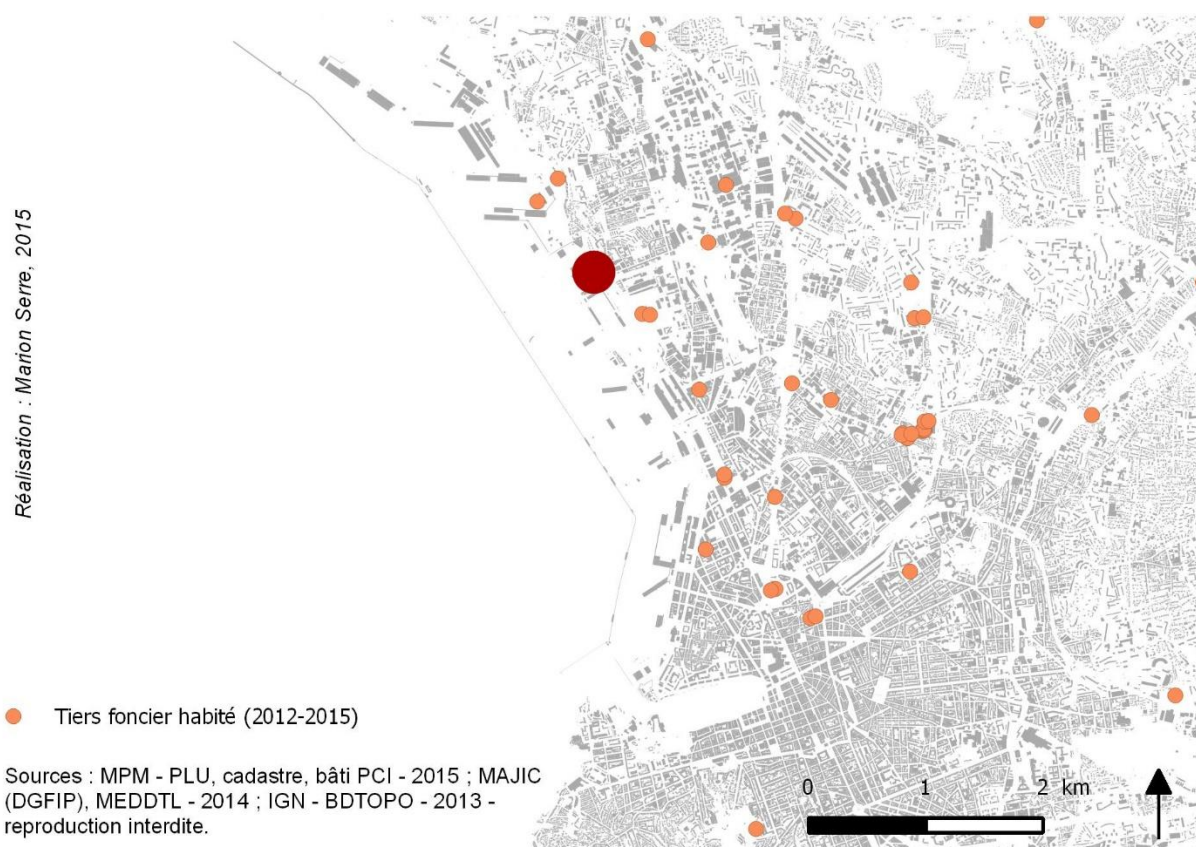 Réalisation : Marion Serre, 2015
Tiers foncier habité (2012-2015)
Sources : MPM - PLU, cadastre, bâti PCI - 2015 ; MAJIC
(DGFIP), MEDDTL - 2014 ; IGN - BDTOPO - 2013 -
reproduction interdite.
0 1 2 km